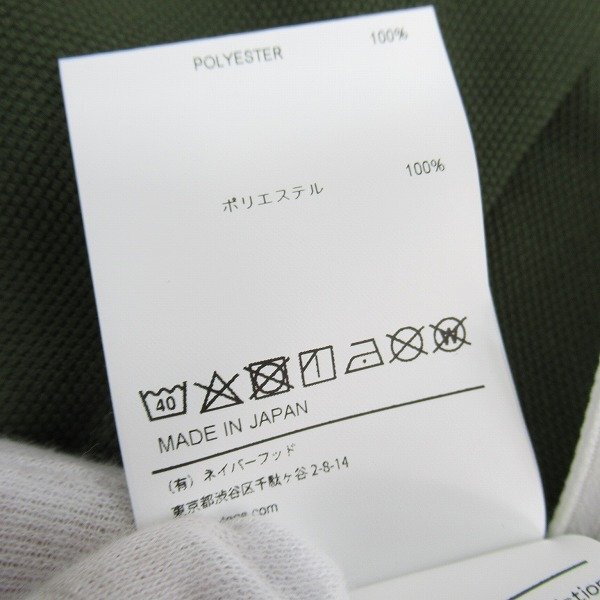 POLYESTER 100%
ポリエステル 100%
40 W
MADE IN JAPAN
(有) ネイバーフッド
東京都渋谷区千駄ヶ谷2-8-14